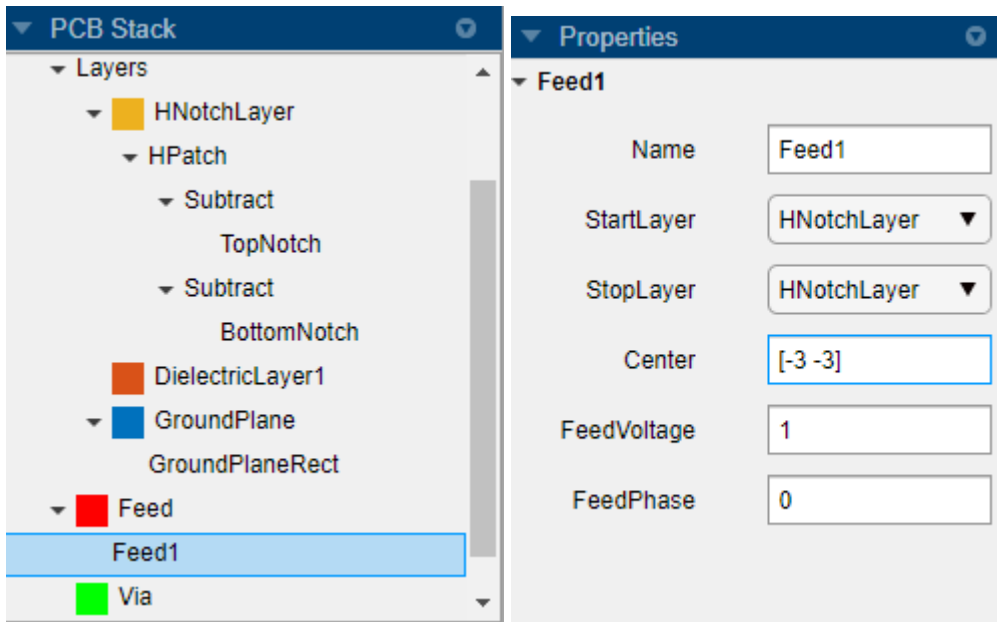 PCB Stack
Layers
HNotchLayer
HPatch
Subtract
TopNotch
Subtract
BottomNotch
DielectricLayer1
GroundPlane
GroundPlaneRect
Feed
Feed1
Via
Properties
Feed1
Name Feed1
StartLayer HNotchLayer
StopLayer HNotchLayer
Center [-3 -3]
FeedVoltage 1
FeedPhase 0